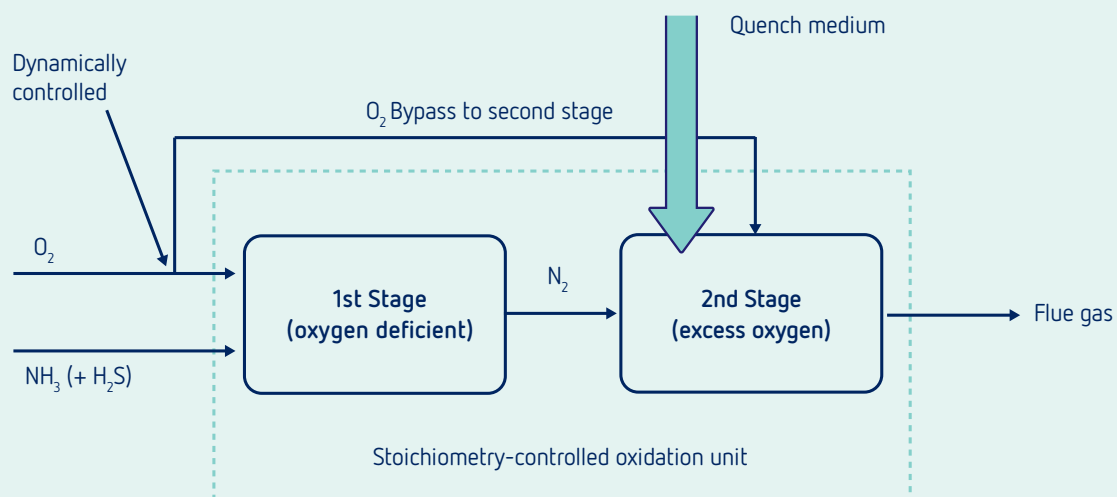 Quench medium
Dynamically
controlled
O₂ Bypass to second stage
O₂
N₂
1st Stage
(oxygen deficient)
2nd Stage
(excess oxygen)
Flue gas
NH₃ (+ H₂S)
Stoichiometry-controlled oxidation unit